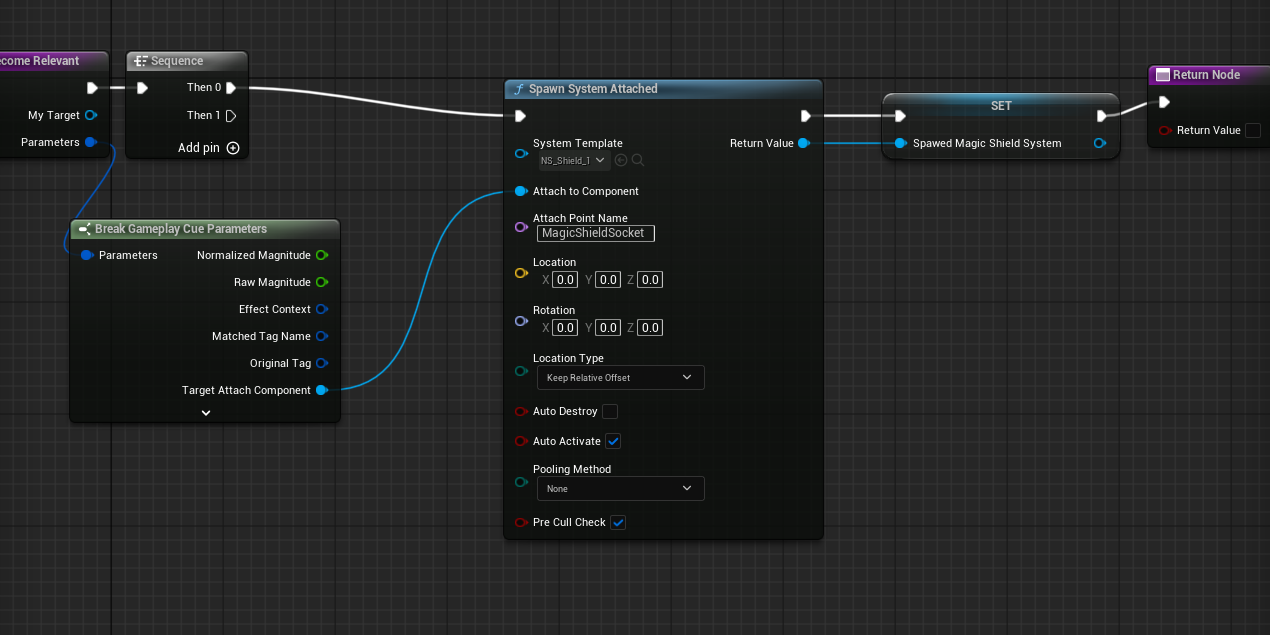 ecome Relevant
My Target
Parameters
Sequence
Then 0
Then 1
Add pin
Break Gameplay Cue Parameters
Parameters
Normalized Magnitude
Raw Magnitude
Effect Context
Matched Tag Name
Original Tag
Target Attach Component
Spawn System Attached
System Template
NS_Shield_1
Return Value
Attach to Component
Attach Point Name
MagicShieldSocket
Location
X 0.0 Y 0.0 Z 0.0
Rotation
X 0.0 Y 0.0 Z 0.0
Location Type
Keep Relative Offset
Auto Destroy
Auto Activate
Pooling Method
None
Pre Cull Check
SET
Spawed Magic Shield System
Return Node
Return Value